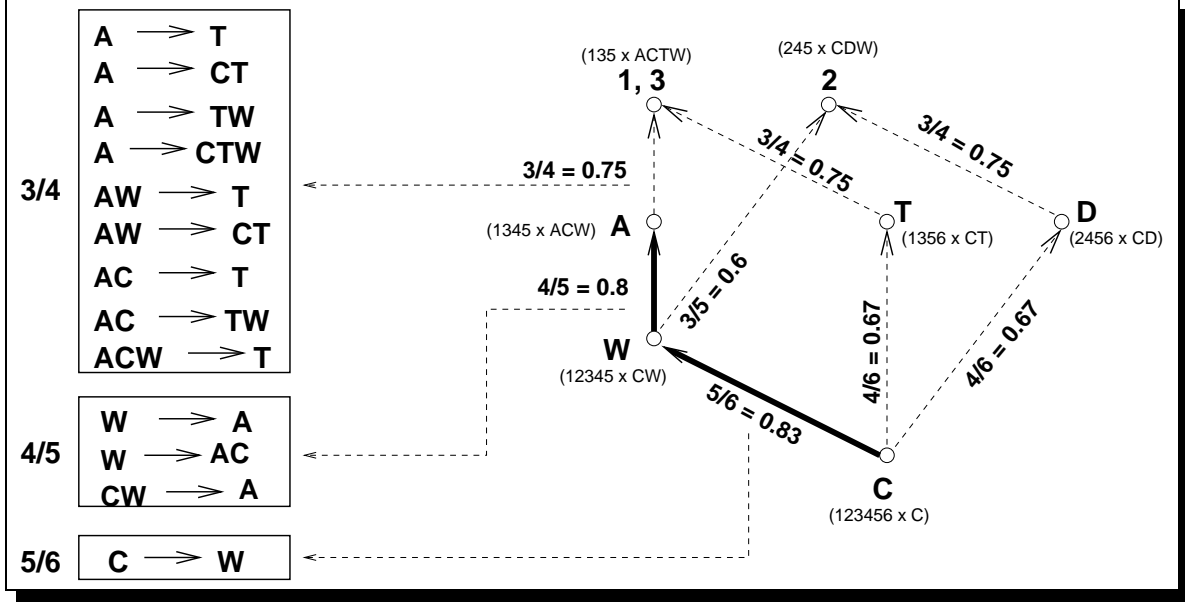 A → T
A → CT
A → TW
A → CTW
3/4
AW → T
AW → CT
AC → T
AC → TW
ACW → T
W → A
4/5
W → AC
CW → A
5/6
C → W
(135 x ACTW)
1, 3
(245 x CDW)
2
3/4 = 0.75
3/4 = 0.75
3/4 = 0.75
(1345 x ACW) A
T
(1356 x CT)
D
(2456 x CD)
4/5 = 0.8
3/5 = 0.6
W
(12345 x CW)
4/6 = 0.67
4/6 = 0.67
5/6 = 0.83
C
(123456 x C)